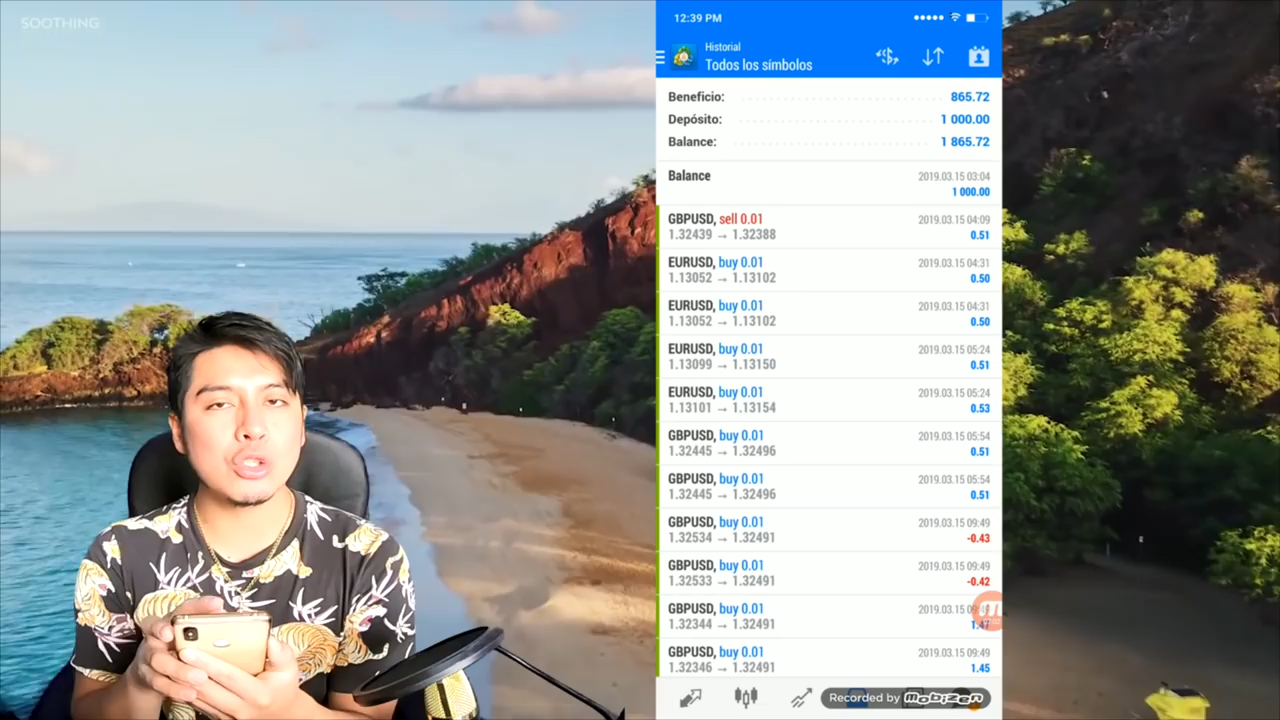 SOOTHING
12:39 PM
Historial
Todos los símbolos
Beneficio: 865.72
Depósito: 1 000.00
Balance: 1 865.72
Balance 2019.03.15 03:04
1 000.00
GBPUSD, sell 0.01 2019.03.15 04:09
1.32439 → 1.32388 0.51
EURUSD, buy 0.01 2019.03.15 04:31
1.13052 → 1.13102 0.50
EURUSD, buy 0.01 2019.03.15 04:31
1.13052 → 1.13102 0.50
EURUSD, buy 0.01 2019.03.15 05:24
1.13099 → 1.13150 0.51
EURUSD, buy 0.01 2019.03.15 05:24
1.13101 → 1.13154 0.53
GBPUSD, buy 0.01 2019.03.15 05:54
1.32445 → 1.32496 0.51
GBPUSD, buy 0.01 2019.03.15 05:54
1.32445 → 1.32496 0.51
GBPUSD, buy 0.01 2019.03.15 09:49
1.32534 → 1.32491 -0.43
GBPUSD, buy 0.01 2019.03.15 09:49
1.32533 → 1.32491 -0.42
GBPUSD, buy 0.01 2019.03.15
1.32344 → 1.32491 1.47
GBPUSD, buy 0.01 2019.03.15 09:49
1.32346 → 1.32491 1.45
Recorded by Mobizen